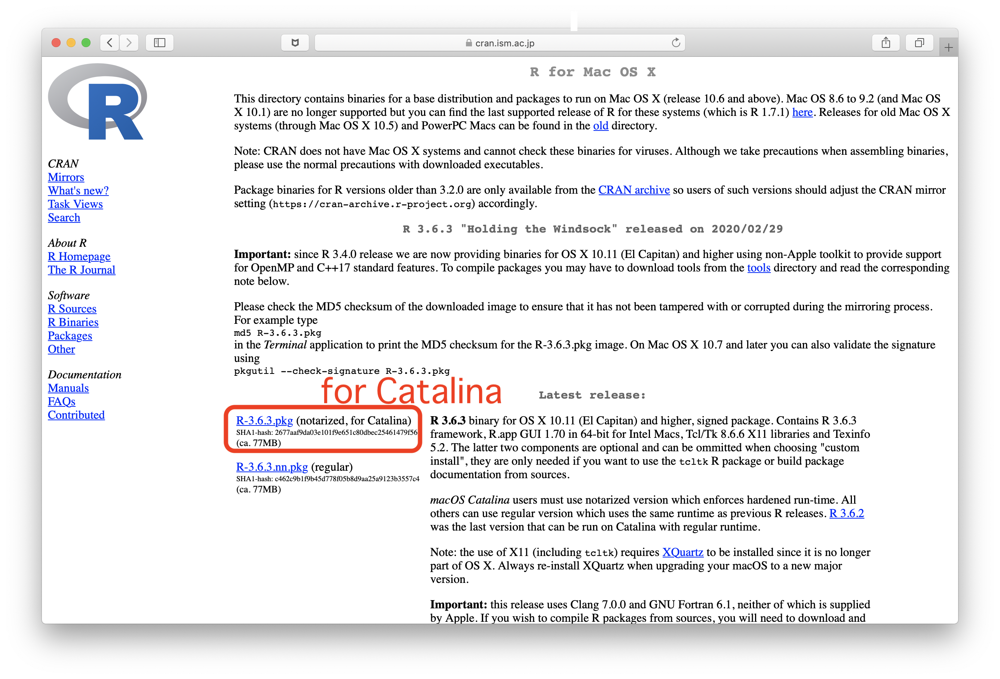 cran.ism.ac.jp
R
CRAN
Mirrors
What's new?
Task Views
Search
About R
R Homepage
The R Journal
Software
R Sources
R Binaries
Packages
Other
Documentation
Manuals
FAQs
Contributed
R for Mac OS X
This directory contains binaries for a base distribution and packages to run on Mac OS X (release 10.6 and above). Mac OS 8.6 to 9.2 (and Mac OS
X 10.1) are no longer supported but you can find the last supported release of R for these systems (which is R 1.7.1) here. Releases for old Mac OS X
systems (through Mac OS X 10.5) and PowerPC Macs can be found in the old directory.
Note: CRAN does not have Mac OS X systems and cannot check these binaries for viruses. Although we take precautions when assembling binaries,
please use the normal precautions with downloaded executables.
Package binaries for R versions older than 3.2.0 are only available from the CRAN archive so users of such versions should adjust the CRAN mirror
setting (https://cran-archive.r-project.org) accordingly.
R 3.6.3 "Holding the Windsock" released on 2020/02/29
Important: since R 3.4.0 release we are now providing binaries for OS X 10.11 (El Capitan) and higher using non-Apple toolkit to provide support
for OpenMP and C++17 standard features. To compile packages you may have to download tools from the tools directory and read the corresponding
note below.
Please check the MD5 checksum of the downloaded image to ensure that it has not been tampered with or corrupted during the mirroring process.
For example type
md5 R-3.6.3.pkg
in the Terminal application to print the MD5 checksum for the R-3.6.3.pkg image. On Mac OS X 10.7 and later you can also validate the signature
using
pkgutil --check-signature R-3.6.3.pkg
for Catalina
Latest release:
R-3.6.3.pkg (notarized, for Catalina)
SHA1-hash: 2677aaf9da03e101f9e651c80dbec25461479f56
(ca. 77MB)
R-3.6.3.nn.pkg (regular)
SHA1-hash: c462c9b1f9b45d778f05b8d9aa25a9123b3557c4
(ca. 77MB)
R 3.6.3 binary for OS X 10.11 (El Capitan) and higher, signed package. Contains R 3.6.3
framework, R.app GUI 1.70 in 64-bit for Intel Macs, Tcl/Tk 8.6.6 X11 libraries and Texinfo
5.2. The latter two components are optional and can be ommitted when choosing "custom
install", they are only needed if you want to use the tcltk R package or build package
documentation from sources.
macOS Catalina users must use notarized version which enforces hardened run-time. All
others can use regular version which uses the same runtime as previous R releases. R 3.6.2
was the last version that can be run on Catalina with regular runtime.
Note: the use of X11 (including tcltk) requires XQuartz to be installed since it is no longer
part of OS X. Always re-install XQuartz when upgrading your macOS to a new major
version.
Important: this release uses Clang 7.0.0 and GNU Fortran 6.1, neither of which is supplied
by Apple. If you wish to compile R packages from sources, you will need to download and